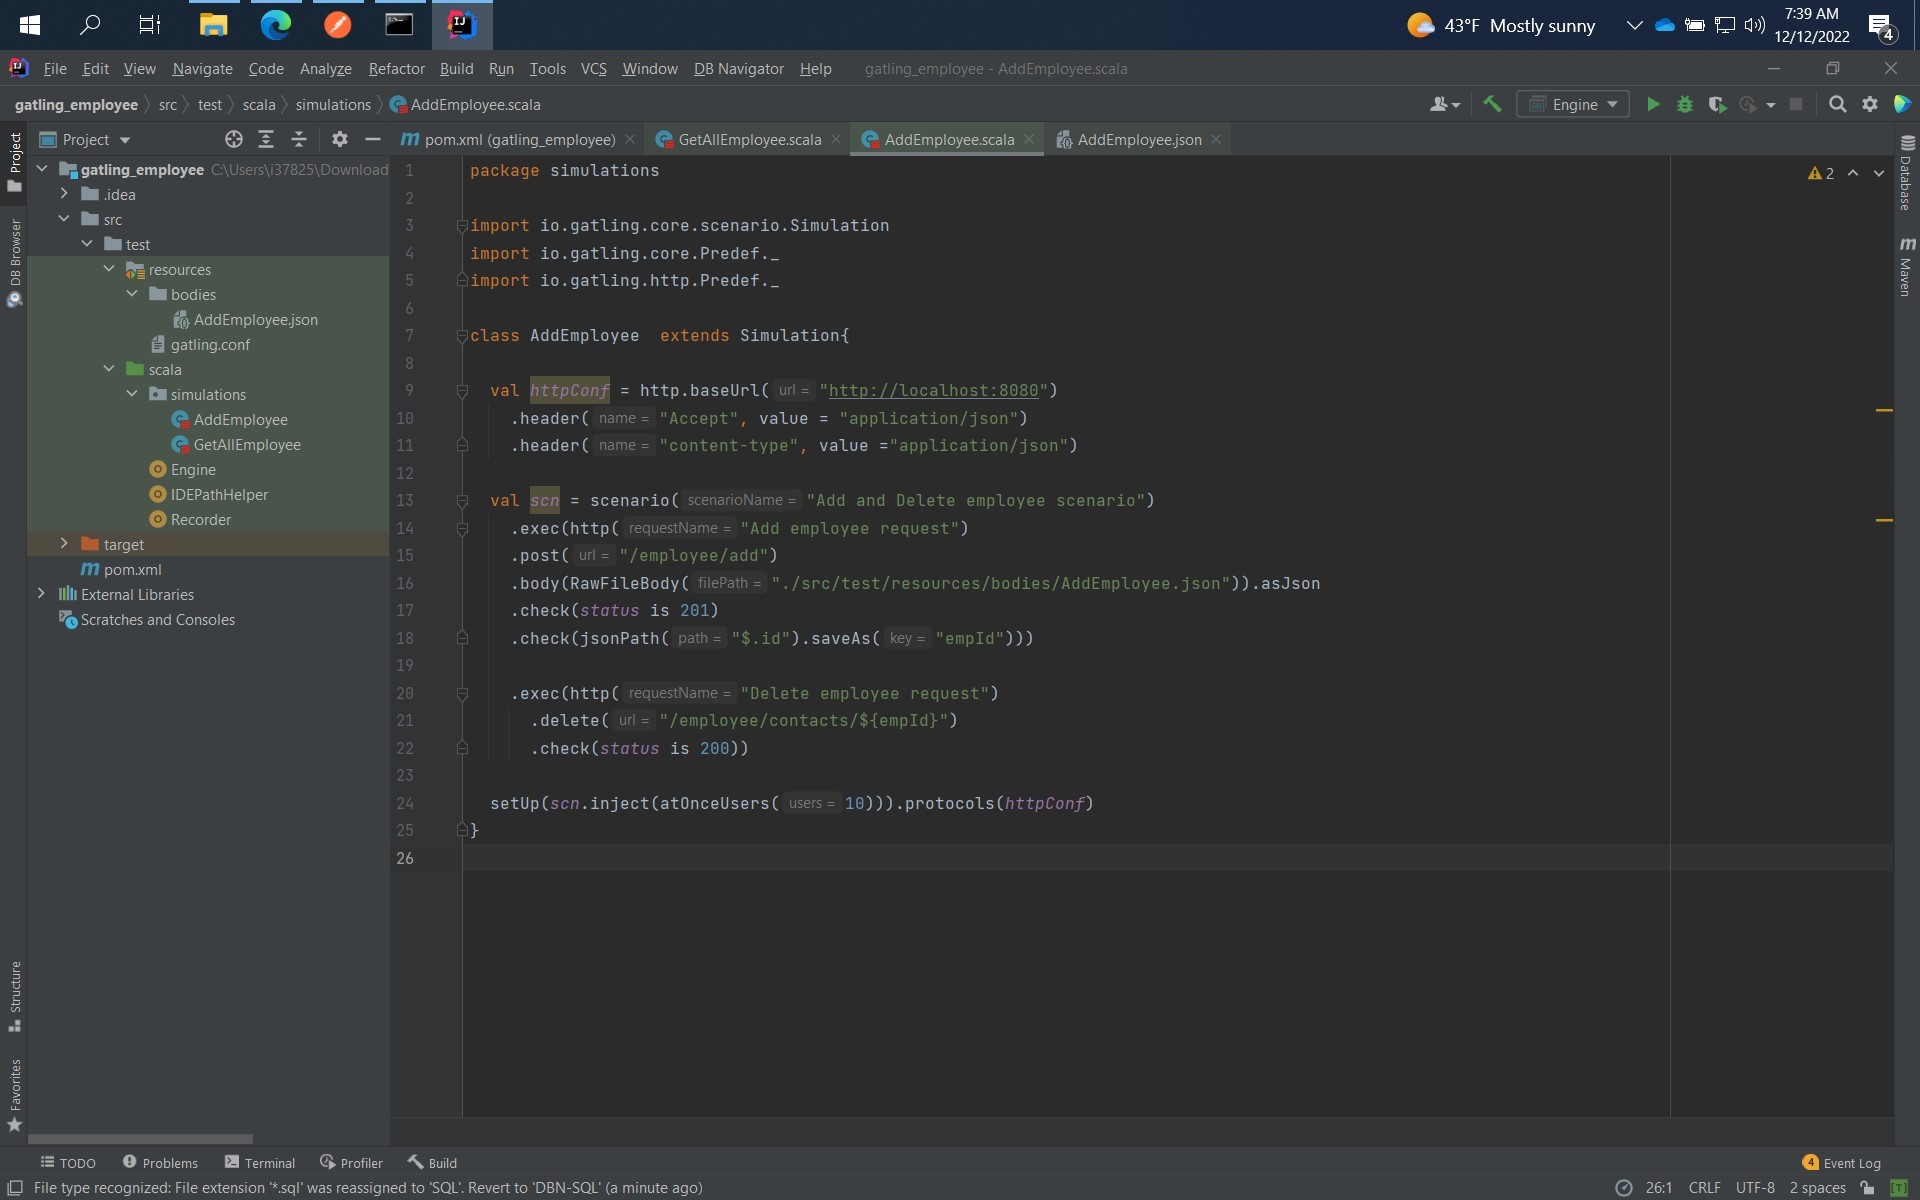 43°F Mostly sunny
7:39 AM
12/12/2022
4
File Edit View Navigate Code Analyze Refactor Build Run Tools VCS Window DB Navigator Help gatling_employee - AddEmployee.scala
gatling_employee src test scala simulations AddEmployee.scala
Engine
Project
pom.xml (gatling_employee) GetAllEmployee.scala AddEmployee.scala AddEmployee.json
Project
DB Browser
Structure
Favorites
gatling_employee C:\Users\i37825\Download
.idea
src
test
resources
bodies
AddEmployee.json
gatling.conf
scala
simulations
AddEmployee
GetAllEmployee
Engine
IDEPathHelper
Recorder
target
pom.xml
External Libraries
Scratches and Consoles
1 package simulations
2
3 import io.gatling.core.scenario.Simulation
4 import io.gatling.core.Predef._
5 import io.gatling.http.Predef._
6
7 class AddEmployee  extends Simulation{
8
9 val httpConf = http.baseUrl( url = "http://localhost:8080")
10 .header( name = "Accept", value = "application/json")
11 .header( name = "content-type", value ="application/json")
12
13 val scn = scenario( scenarioName = "Add and Delete employee scenario")
14 .exec(http( requestName = "Add employee request")
15 .post( url = "/employee/add")
16 .body(RawFileBody( filePath = "./src/test/resources/bodies/AddEmployee.json")).asJson
17 .check(status is 201)
18 .check(jsonPath( path = "$.id").saveAs( key = "empId")))
19
20 .exec(http( requestName = "Delete employee request")
21 .delete( url = "/employee/contacts/${empId}")
22 .check(status is 200))
23
24 setUp(scn.inject(atOnceUsers( users = 10))).protocols(httpConf)
25 }
26
2
Database
Maven
TODO Problems Terminal Profiler Build
4 Event Log
File type recognized: File extension '*.sql' was reassigned to 'SQL'. Revert to 'DBN-SQL' (a minute ago)
26:1 CRLF UTF-8 2 spaces [T]